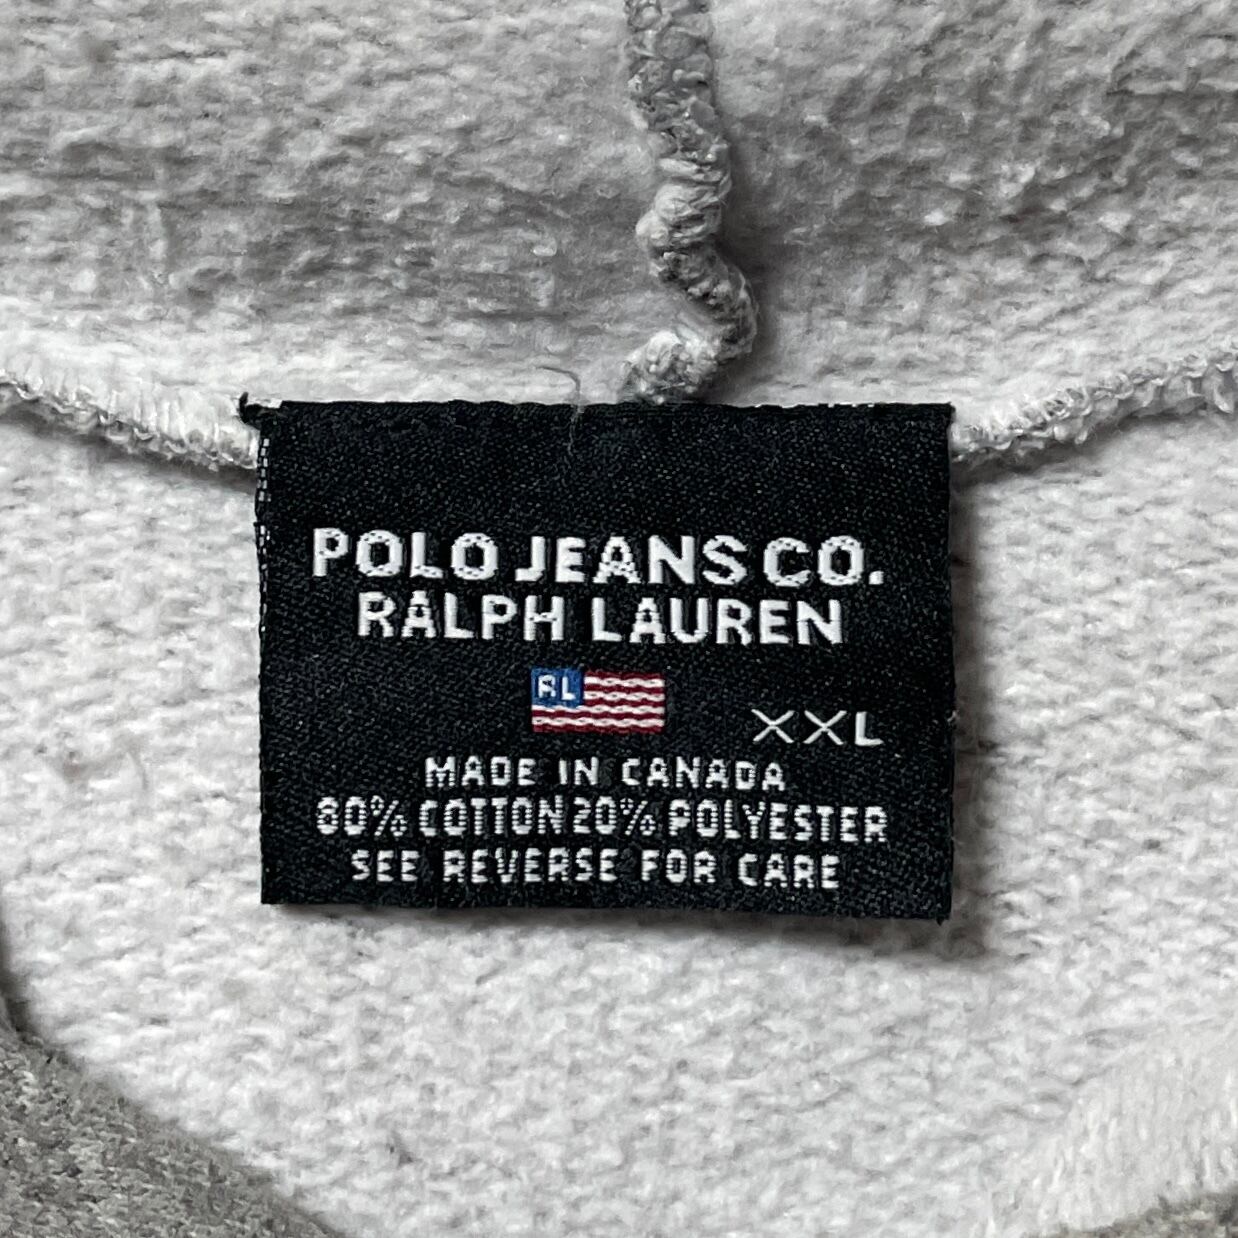 POLO JEANS CO.
RALPH LAUREN
RL
XXL
MADE IN CANADA
80% COTTON 20% POLYESTER
SEE REVERSE FOR CARE